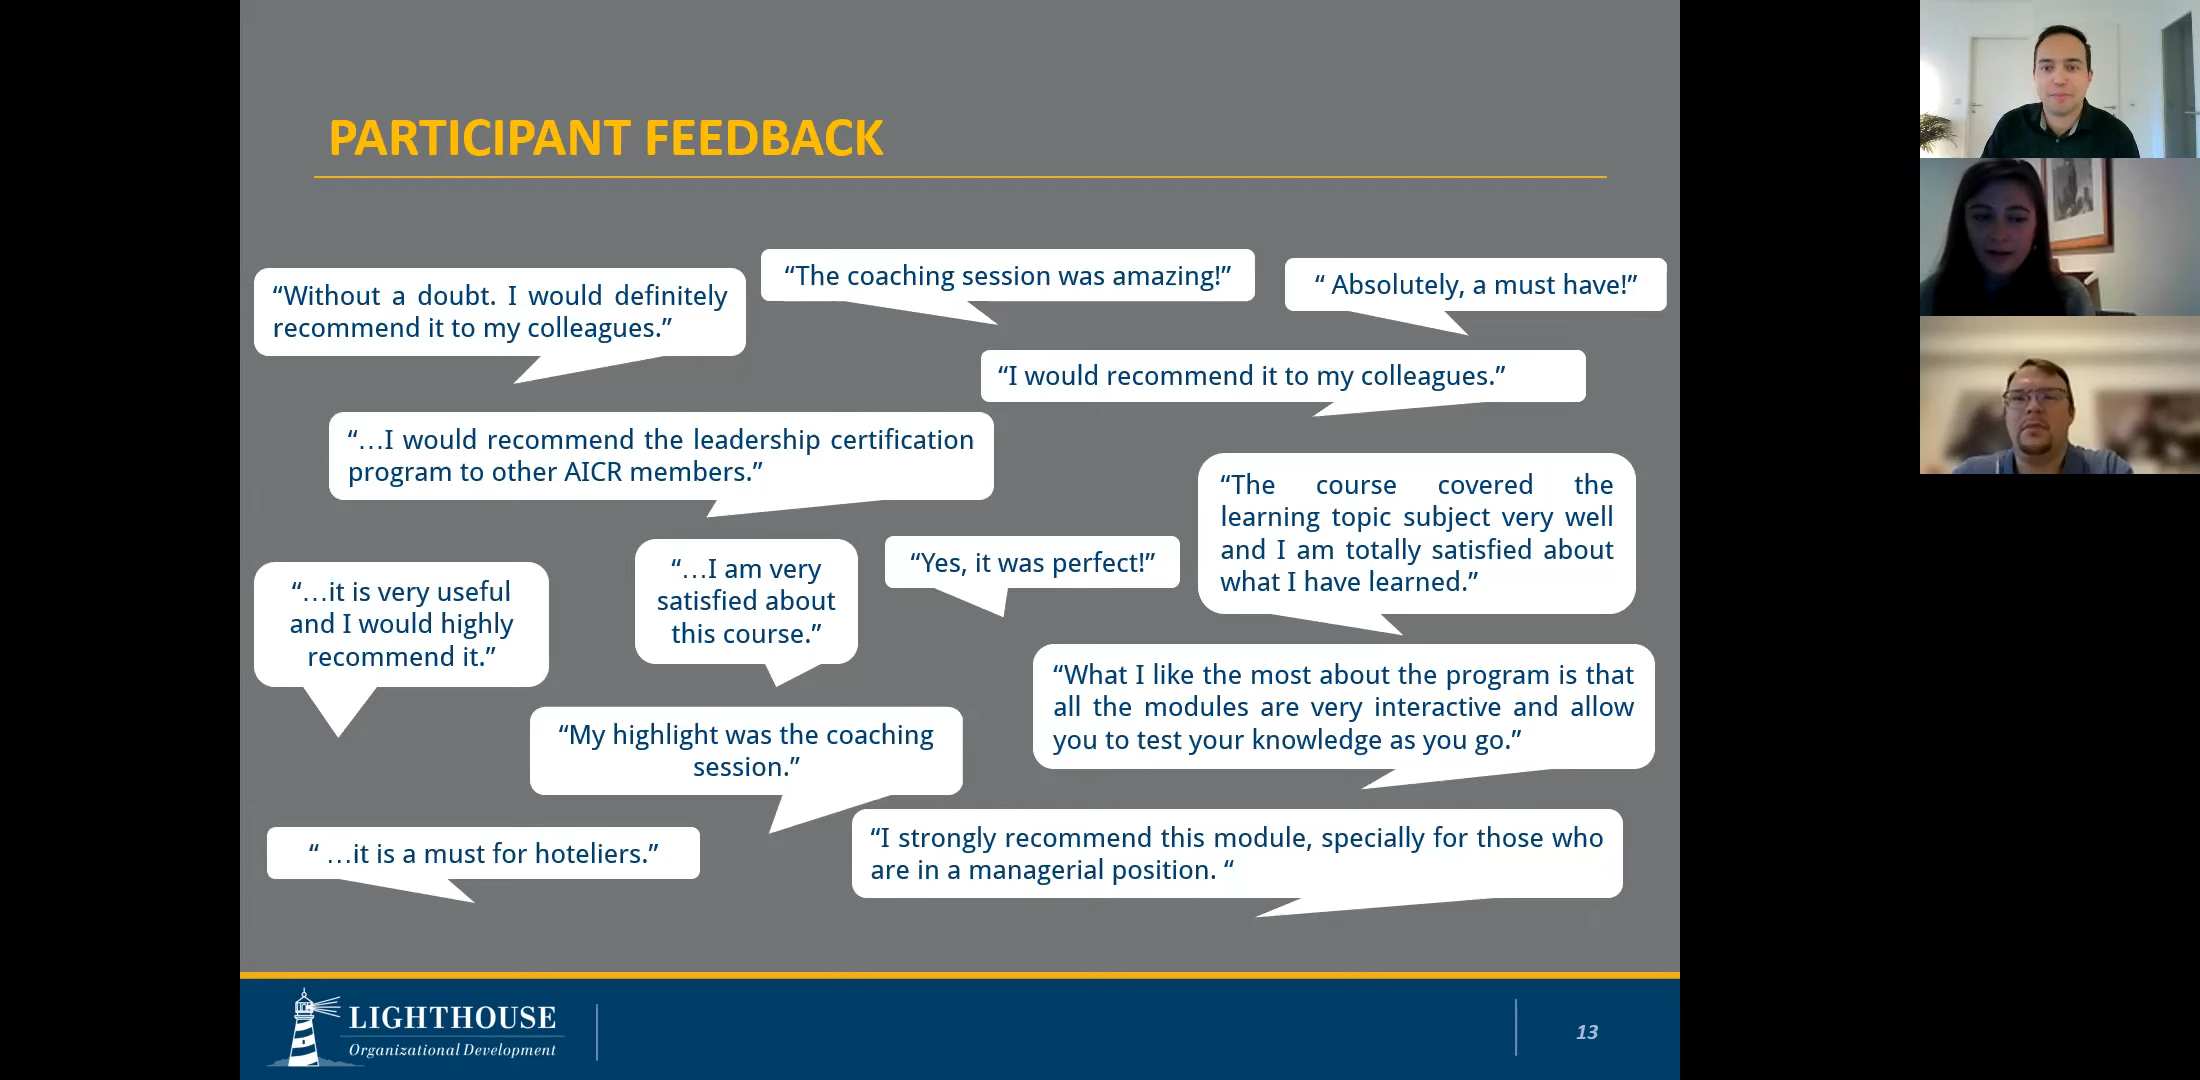 PARTICIPANT FEEDBACK
“Without a doubt. I would definitely
recommend it to my colleagues.”
“The coaching session was amazing!”
“ Absolutely, a must have!”
“I would recommend it to my colleagues.”
“…I would recommend the leadership certification
program to other AICR members.”
“The course covered the
learning topic subject very well
and I am totally satisfied about
what I have learned.”
“…it is very useful
and I would highly
recommend it.”
“…I am very
satisfied about
this course.”
“Yes, it was perfect!”
“What I like the most about the program is that
all the modules are very interactive and allow
you to test your knowledge as you go.”
“My highlight was the coaching
session.”
“ …it is a must for hoteliers.”
“I strongly recommend this module, specially for those who
are in a managerial position. “
LIGHTHOUSE
Organizational Development
13